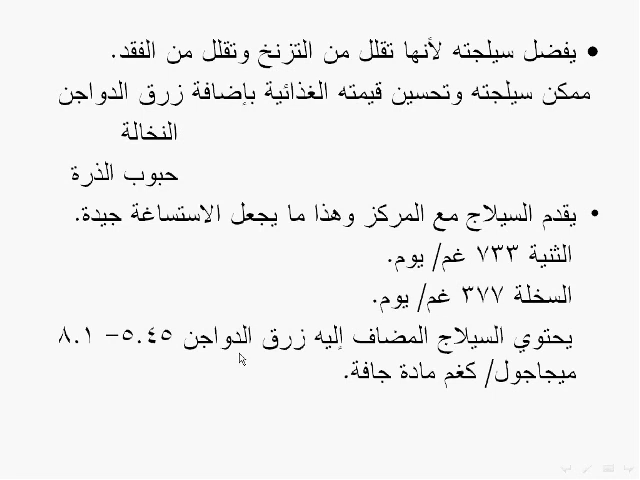 • يفضل سيلجته لأنها تقلل من التزنخ وتقلل من الفقد.
ممكن سيلجته وتحسين قيمته الغذائية بإضافة زرق الدواجن
النخالة
حبوب الذرة
• يقدم السيلاج مع المركز وهذا ما يجعل الاستساغة جيدة.
الثنية ٧٣٣ غم/ يوم.
السخلة ٣٧٧ غم/ يوم.
يحتوي السيلاج المضاف إليه زرق الدواجن ٥.٤٥- ٨.١
ميجاجول/ كغم مادة جافة.